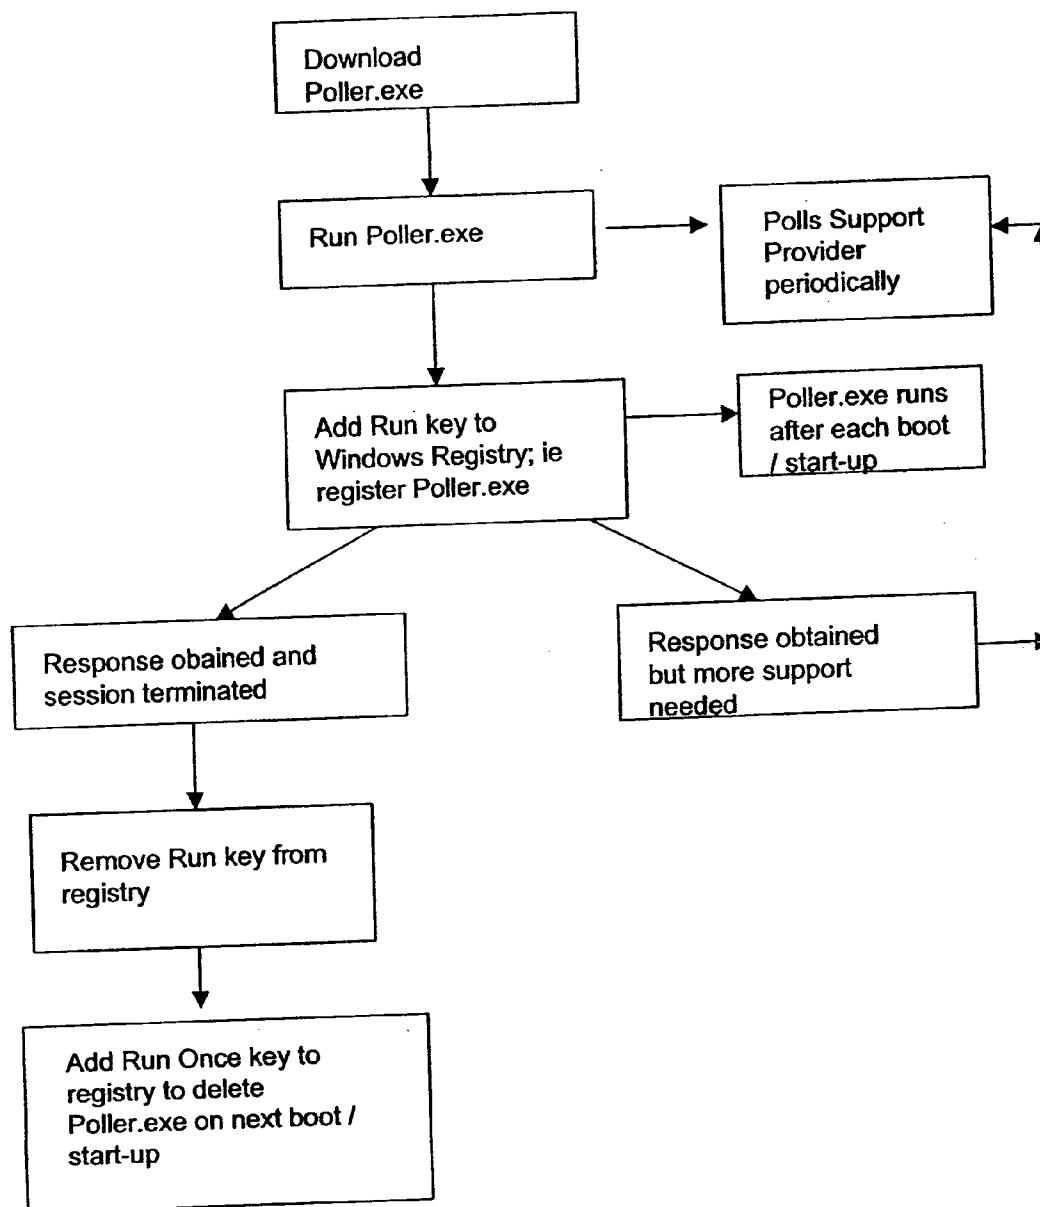 Download
Poller.exe
Run Poller.exe
Polls Support
Provider
periodically
Add Run key to
Windows Registry; ie
register Poller.exe
Poller.exe runs
after each boot
/ start-up
Response obained and
session terminated
Response obtained
but more support
needed
Remove Run key from
registry
Add Run Once key to
registry to delete
Poller.exe on next boot /
start-up